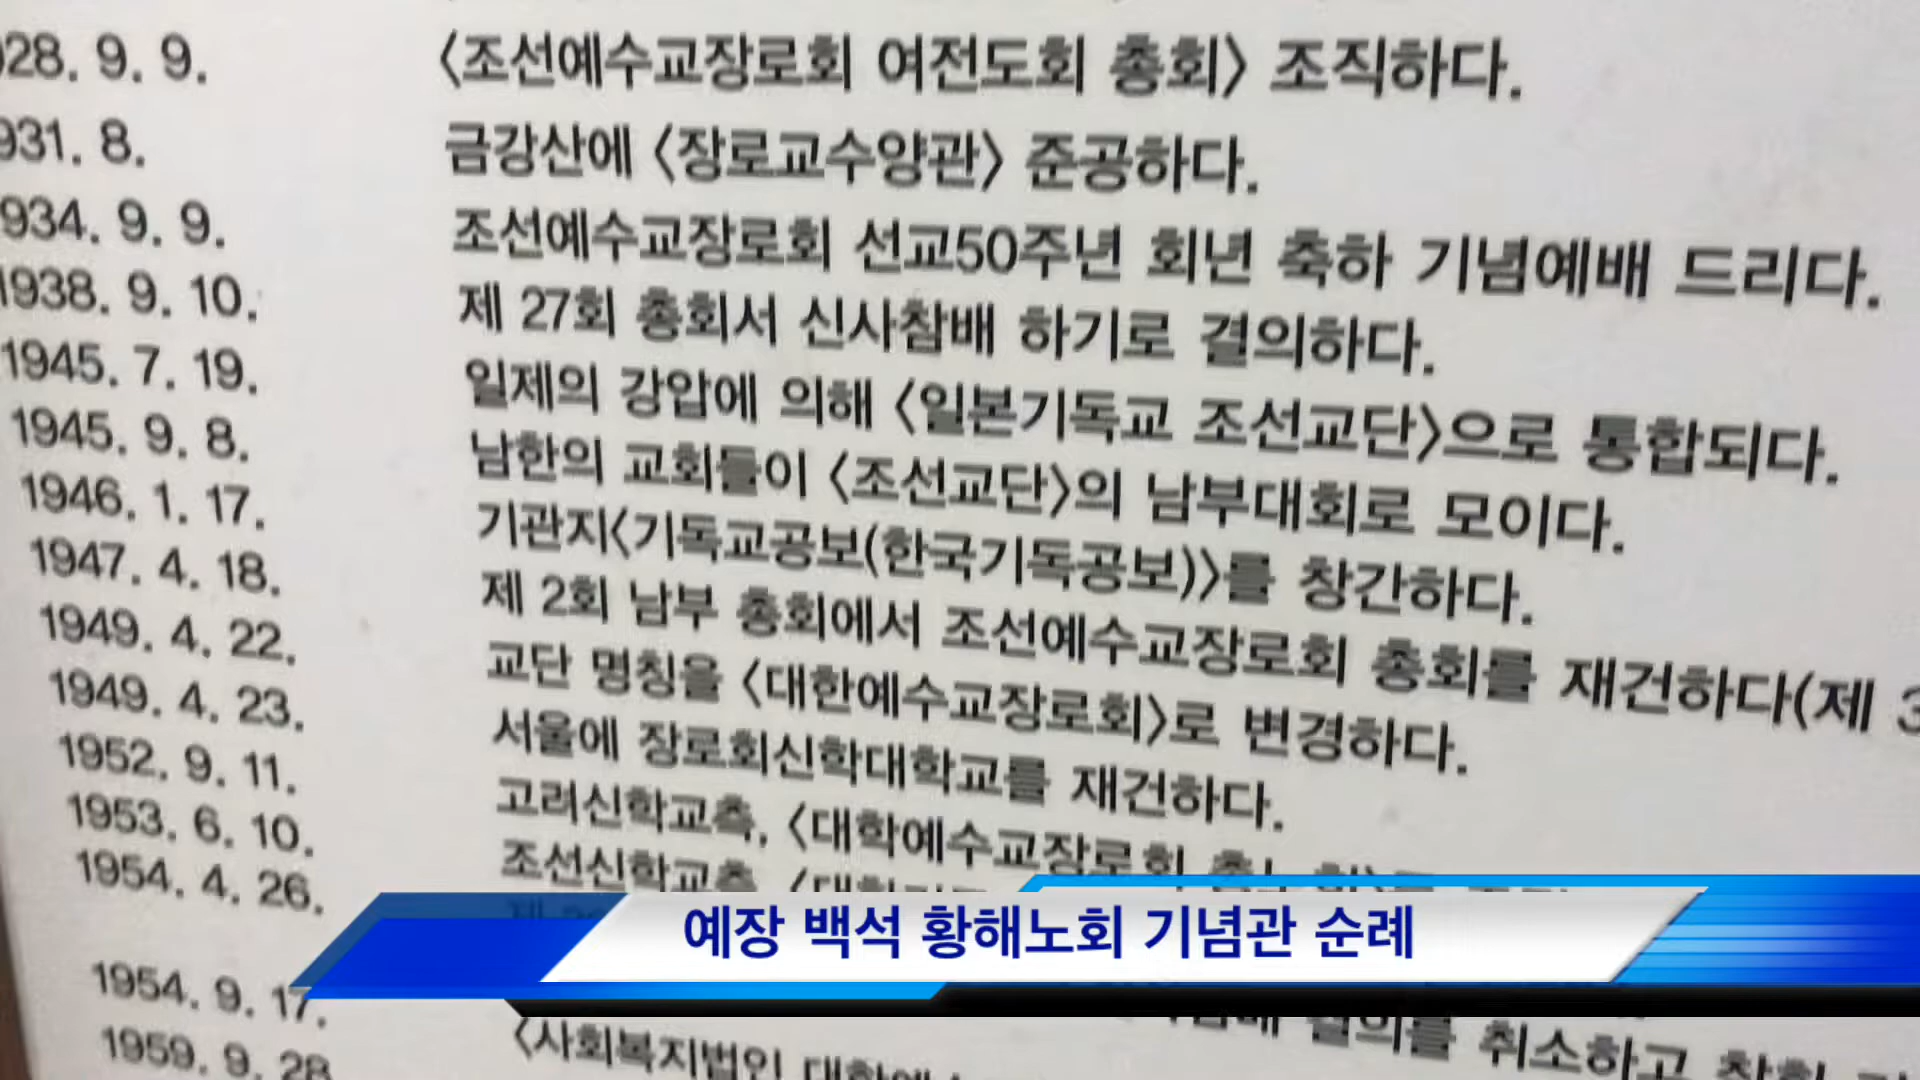 28. 9. 9. 〈조선예수교장로회 여전도회 총회〉 조직하다.
931. 8. 금강산에 〈장로교수양관〉 준공하다.
934. 9. 9. 조선예수교장로회 선교50주년 회년 축하 기념예배 드리다.
1938. 9. 10. 제 27회 총회서 신사참배 하기로 결의하다.
1945. 7. 19. 일제의 강압에 의해 〈일본기독교 조선교단〉으로 통합되다.
1945. 9. 8. 남한의 교회들이 〈조선교단〉의 남부대회로 모이다.
1946. 1. 17. 기관지〈기독교공보(한국기독공보)〉를 창간하다.
1947. 4. 18. 제 2회 남부 총회에서 조선예수교장로회 총회를 재건하다(제 3
1949. 4. 22. 교단 명칭을 〈대한예수교장로회〉로 변경하다.
1949. 4. 23. 서울에 장로회신학대학교를 재건하다.
1952. 9. 11. 고려신학교측, 〈대학예수교장로회
1953. 6. 10. 조선신학교측,
1954. 4. 26.
예장 백석 황해노회 기념관 순례
1954. 9. 17. 결의를 취소하고
1959. 9. 28 〈사회복지법인